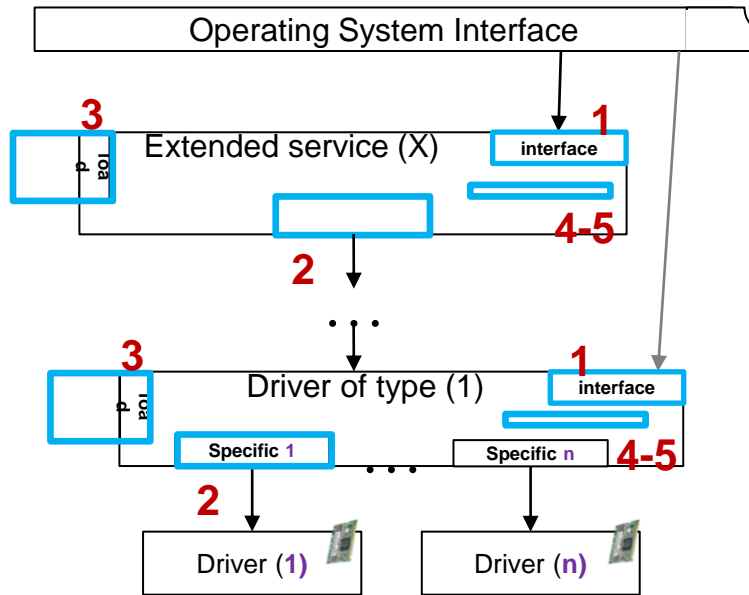 Operating System Interface
3
1
Extended service (X)
interface
loa
d
4-5
2
. . .
3
1
Driver of type (1)
interface
loa
d
Specific 1
. . .
Specific n
4-5
2
Driver (1)
Driver (n)